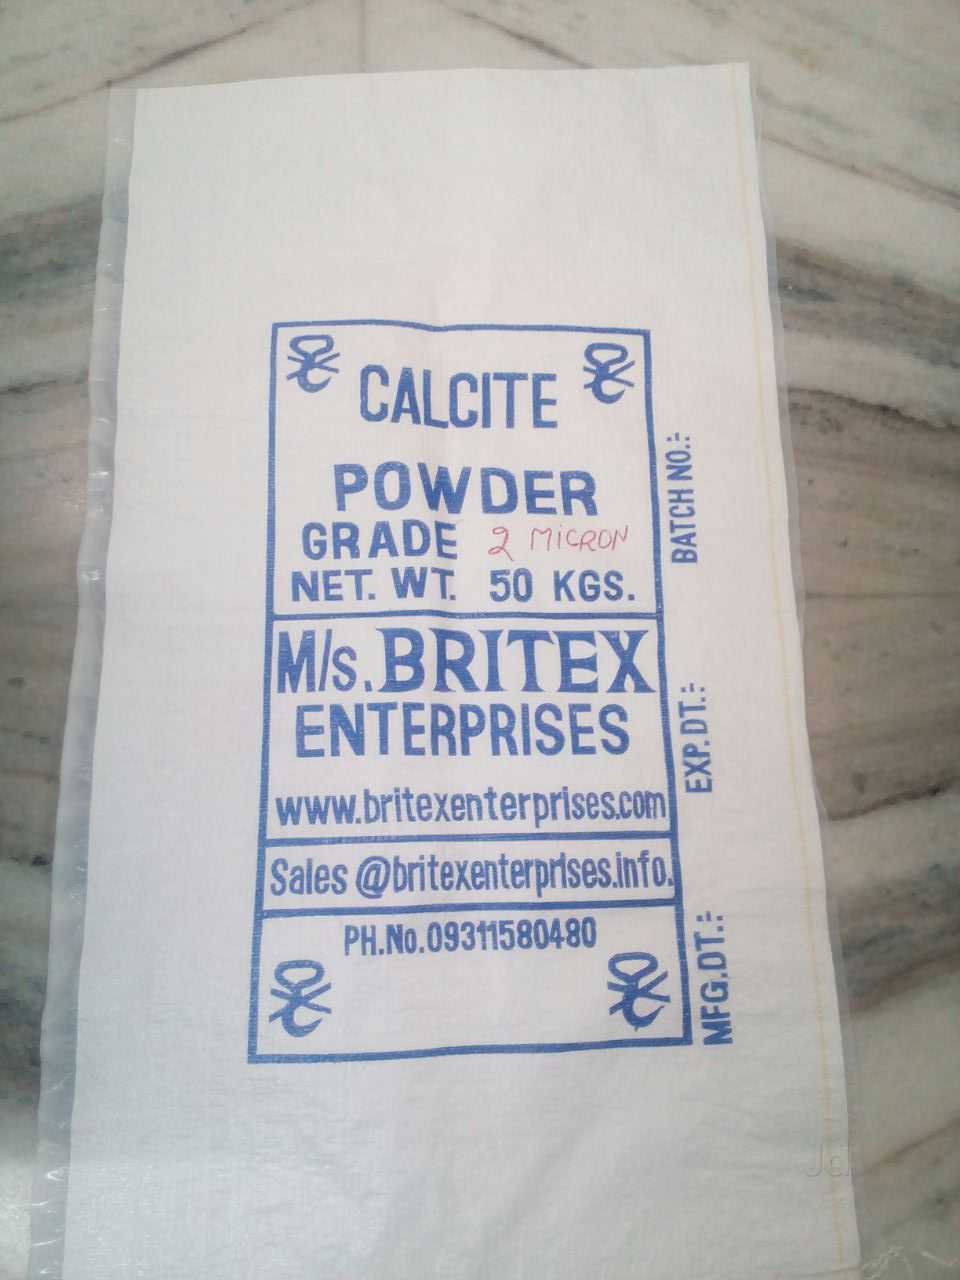 CALCITE
POWDER
GRADE 2 MICRON
NET. WT. 50 KGS.
M/s. BRITEX
ENTERPRISES
www.britexenterprises.com
Sales @britexenterprises.info.
PH.No.09311580480
BATCH NO.:-
EXP.DT.:-
MFG.DT.:-